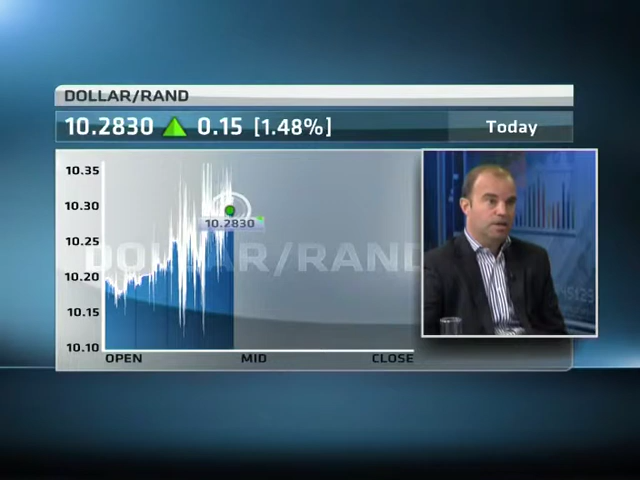 DOLLAR/RAND
10.2830 0.15 [1.48%] Today
10.35
10.30
10.2830
10.25
DOLLAR/RAND
10.20
10.15
10.10
OPEN MID CLOSE